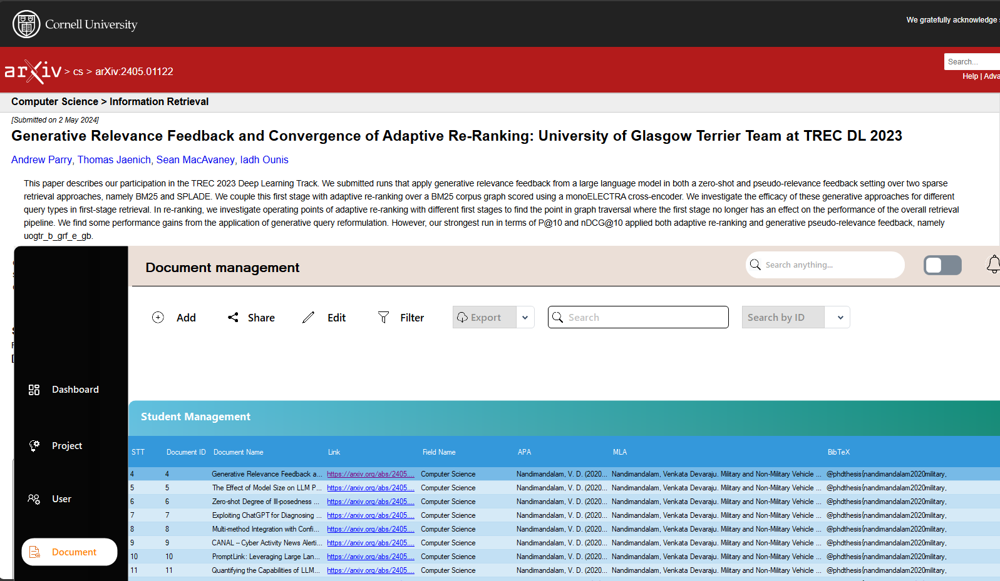 Cornell University
We gratefully acknowledge
arXiv > cs > arXiv:2405.01122
Search...
Help | Adva
Computer Science > Information Retrieval
[Submitted on 2 May 2024]
Generative Relevance Feedback and Convergence of Adaptive Re-Ranking: University of Glasgow Terrier Team at TREC DL 2023
Andrew Parry, Thomas Jaenich, Sean MacAvaney, Iadh Ounis
This paper describes our participation in the TREC 2023 Deep Learning Track. We submitted runs that apply generative relevance feedback from a large language model in both a zero-shot and pseudo-relevance feedback setting over two sparse
retrieval approaches, namely BM25 and SPLADE. We couple this first stage with adaptive re-ranking over a BM25 corpus graph scored using a monoELECTRA cross-encoder. We investigate the efficacy of these generative approaches for different
query types in first-stage retrieval. In re-ranking, we investigate operating points of adaptive re-ranking with different first stages to find the point in graph traversal where the first stage no longer has an effect on the performance of the overall retrieval
pipeline. We find some performance gains from the application of generative query reformulation. However, our strongest run in terms of P@10 and nDCG@10 applied both adaptive re-ranking and generative pseudo-relevance feedback, namely
uogtr_b_grf_e_gb.
Document management
Search anything...
Add
Share
Edit
Filter
Export
Search
Search by ID
Dashboard
Project
User
Document
Student Management
STT Document ID Document Name Link Field Name APA MLA BibTeX
4 4 Generative Relevance Feedback a... https://arxiv.org/abs/2405.... Computer Science Nandimandalam, V. D. (2020... Nandimandalam, Venkata Devaraju. Military and Non-Military Vehicle ... @phdthesis{nandimandalam2020military,
5 5 The Effect of Model Size on LLM P... https://arxiv.org/abs/2405.... Computer Science Nandimandalam, V. D. (2020... Nandimandalam, Venkata Devaraju. Military and Non-Military Vehicle ... @phdthesis{nandimandalam2020military,
6 6 Zero-shot Degree of Ill-posedness ... https://arxiv.org/abs/2405.... Computer Science Nandimandalam, V. D. (2020... Nandimandalam, Venkata Devaraju. Military and Non-Military Vehicle ... @phdthesis{nandimandalam2020military,
7 7 Exploiting ChatGPT for Diagnosing ... https://arxiv.org/abs/2405.... Computer Science Nandimandalam, V. D. (2020... Nandimandalam, Venkata Devaraju. Military and Non-Military Vehicle ... @phdthesis{nandimandalam2020military,
8 8 Multi-method Integration with Confi... https://arxiv.org/abs/2405.... Computer Science Nandimandalam, V. D. (2020... Nandimandalam, Venkata Devaraju. Military and Non-Military Vehicle ... @phdthesis{nandimandalam2020military,
9 9 CANAL -- Cyber Activity News Alerti... https://arxiv.org/abs/2405.... Computer Science Nandimandalam, V. D. (2020... Nandimandalam, Venkata Devaraju. Military and Non-Military Vehicle ... @phdthesis{nandimandalam2020military,
10 10 PromptLink: Leveraging Large Lan... https://arxiv.org/abs/2405.... Computer Science Nandimandalam, V. D. (2020... Nandimandalam, Venkata Devaraju. Military and Non-Military Vehicle ... @phdthesis{nandimandalam2020military,
11 11 Quantifying the Capabilities of LLM... https://arxiv.org/abs/2405.... Computer Science Nandimandalam, V. D. (2020... Nandimandalam, Venkata Devaraju. Military and Non-Military Vehicle ... @phdthesis{nandimandalam2020military,